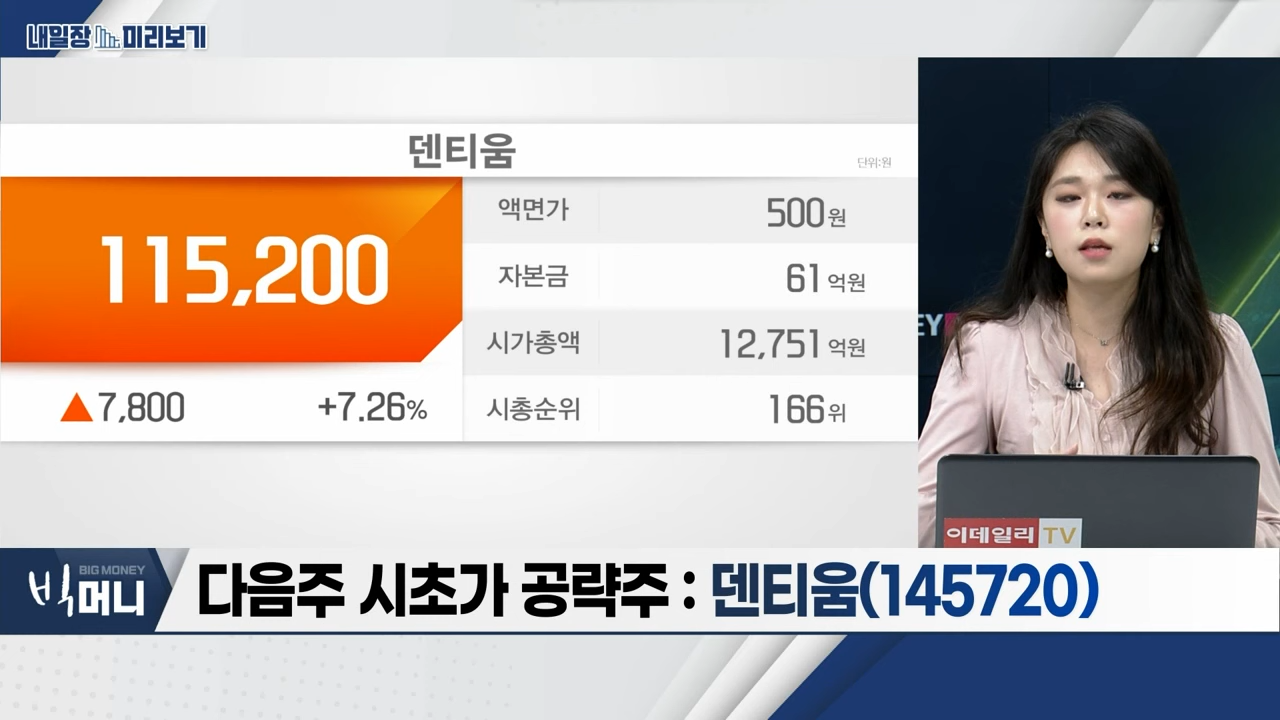 내일장 미리보기
덴티움
단위:원
115,200
▲7,800 +7.26%
액면가 500원
자본금 61억원
시가총액 12,751억원
시총순위 166위
EY
이데일리 TV
빅머니 BIG MONEY
다음주 시초가 공략주 : 덴티움(145720)